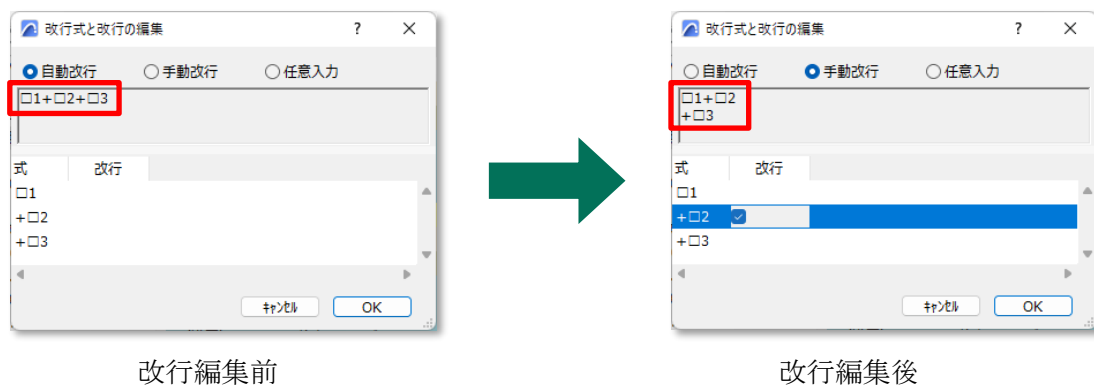 改行式と改行の編集 ? ×
自動改行 手動改行 任意入力
□1+□2+□3
式 改行
□1
+□2
+□3
ｷｬﾝｾﾙ OK
改行編集前
改行式と改行の編集 ? ×
自動改行 手動改行 任意入力
□1+□2
+□3
式 改行
□1
+□2
+□3
ｷｬﾝｾﾙ OK
改行編集後